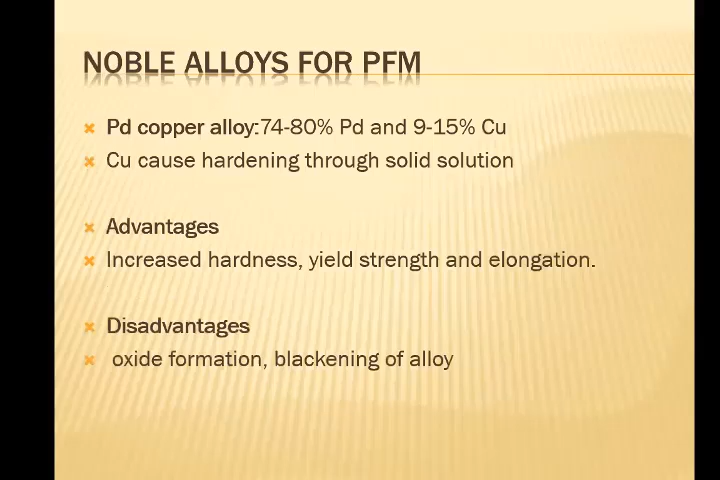 NOBLE ALLOYS FOR PFM
Pd copper alloy:74-80% Pd and 9-15% Cu
Cu cause hardening through solid solution
Advantages
Increased hardness, yield strength and elongation.
Disadvantages
oxide formation, blackening of alloy